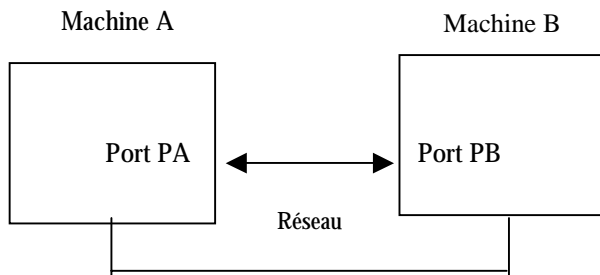 Machine A
Machine B
Port PA
Port PB
Réseau